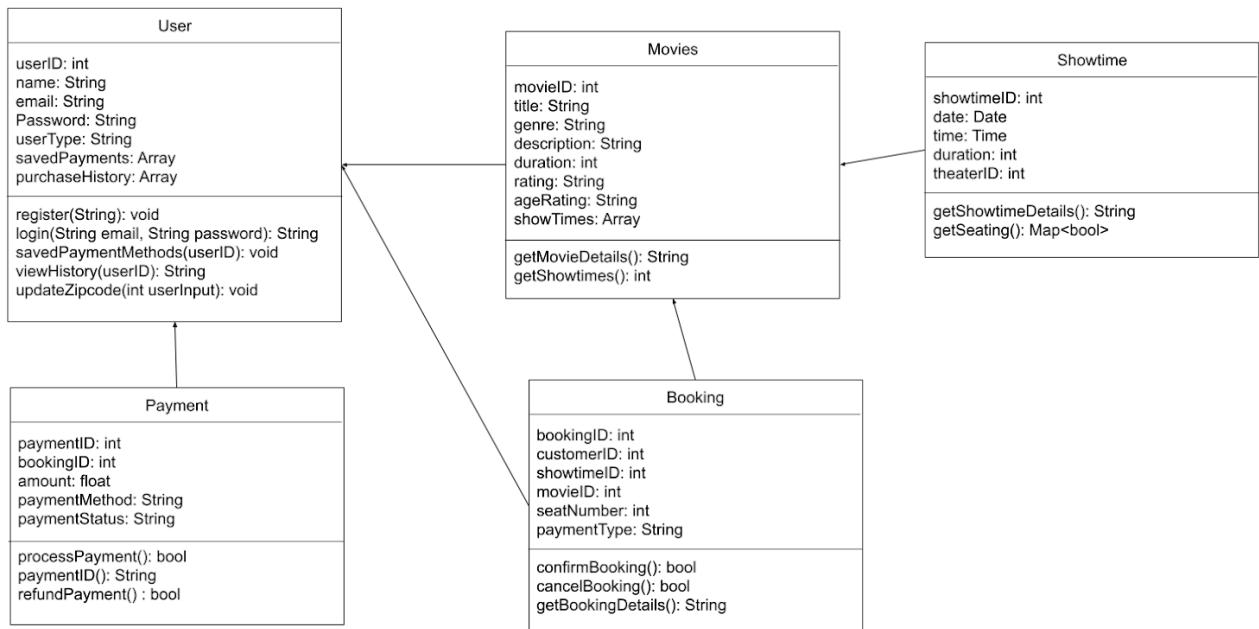 User
userID: int
name: String
email: String
Password: String
userType: String
savedPayments: Array
purchaseHistory: Array
register(String): void
login(String email, String password): String
savedPaymentMethods(userID): void
viewHistory(userID): String
updateZipcode(int userInput): void
Movies
movieID: int
title: String
genre: String
description: String
duration: int
rating: String
ageRating: String
showTimes: Array
getMovieDetails(): String
getShowtimes(): int
Showtime
showtimeID: int
date: Date
time: Time
duration: int
theaterID: int
getShowtimeDetails(): String
getSeating(): Map<bool>
Payment
paymentID: int
bookingID: int
amount: float
paymentMethod: String
paymentStatus: String
processPayment(): bool
paymentID(): String
refundPayment() : bool
Booking
bookingID: int
customerID: int
showtimeID: int
movieID: int
seatNumber: int
paymentType: String
confirmBooking(): bool
cancelBooking(): bool
getBookingDetails(): String